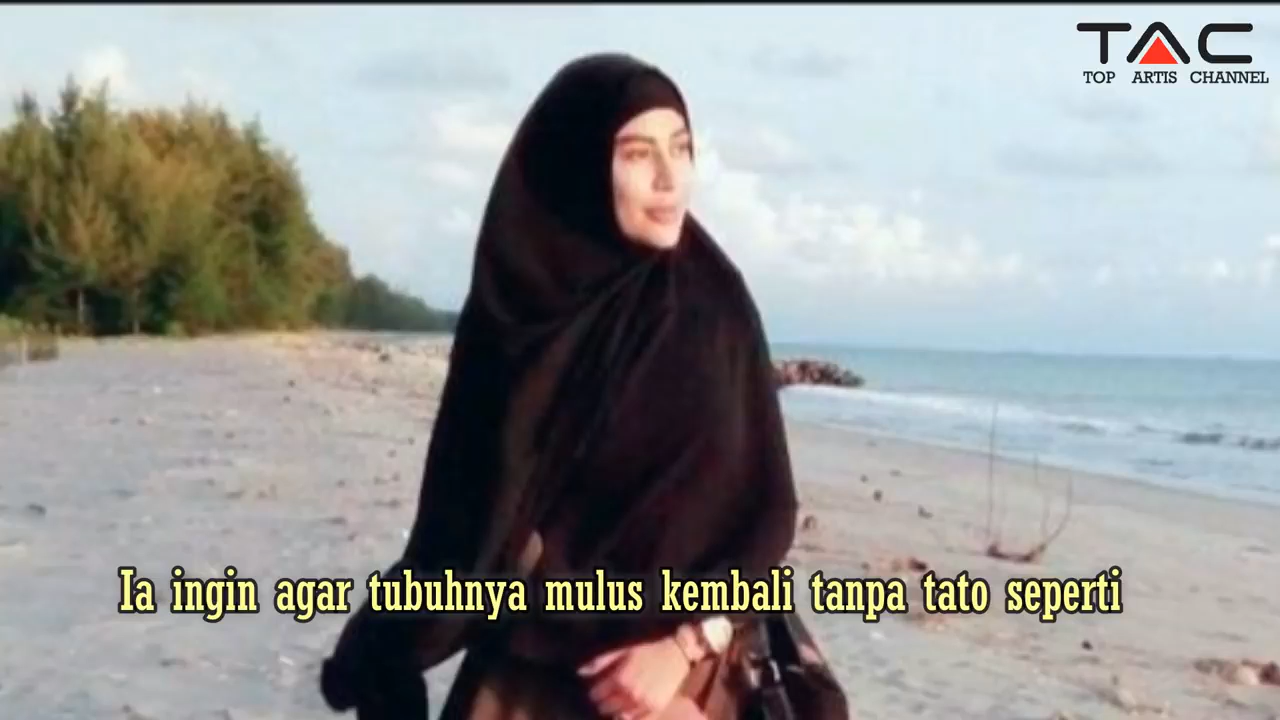 TAC
TOP ARTIS CHANNEL
Ia ingin agar tubuhnya mulus kembali tanpa tato seperti